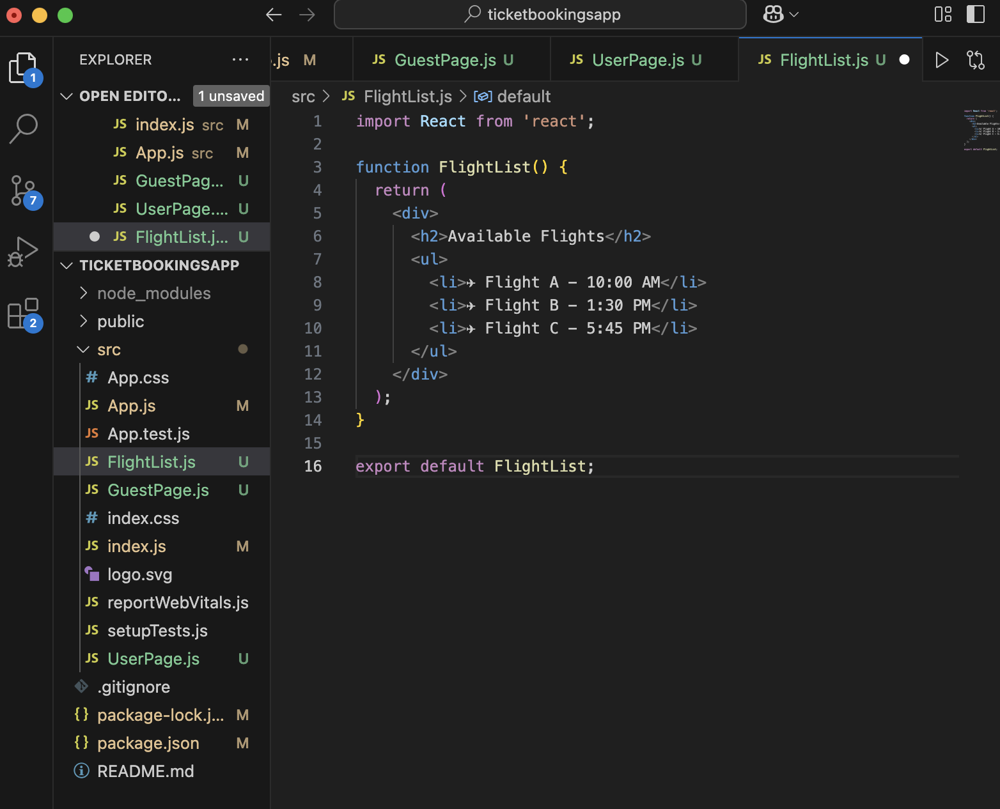 ticketbookingsapp
EXPLORER ...
.js M
JS GuestPage.js U
JS UserPage.js U
JS FlightList.js U
1
OPEN EDITO... 1 unsaved
JS index.js src M
JS App.js src M
JS GuestPag... U
JS UserPage.... U
JS FlightList.j... U
TICKETBOOKINGSAPP
node_modules
public
src
# App.css
JS App.js M
JS App.test.js
JS FlightList.js U
JS GuestPage.js U
# index.css
JS index.js M
logo.svg
JS reportWebVitals.js
JS setupTests.js
JS UserPage.js U
.gitignore
{} package-lock.j... M
{} package.json M
README.md
7
2
src > JS FlightList.js > default
1 import React from 'react';
2
3 function FlightList() {
4 return (
5 <div>
6 <h2>Available Flights</h2>
7 <ul>
8 <li>✈ Flight A – 10:00 AM</li>
9 <li>✈ Flight B – 1:30 PM</li>
10 <li>✈ Flight C – 5:45 PM</li>
11 </ul>
12 </div>
13 );
14 }
15
16 export default FlightList;